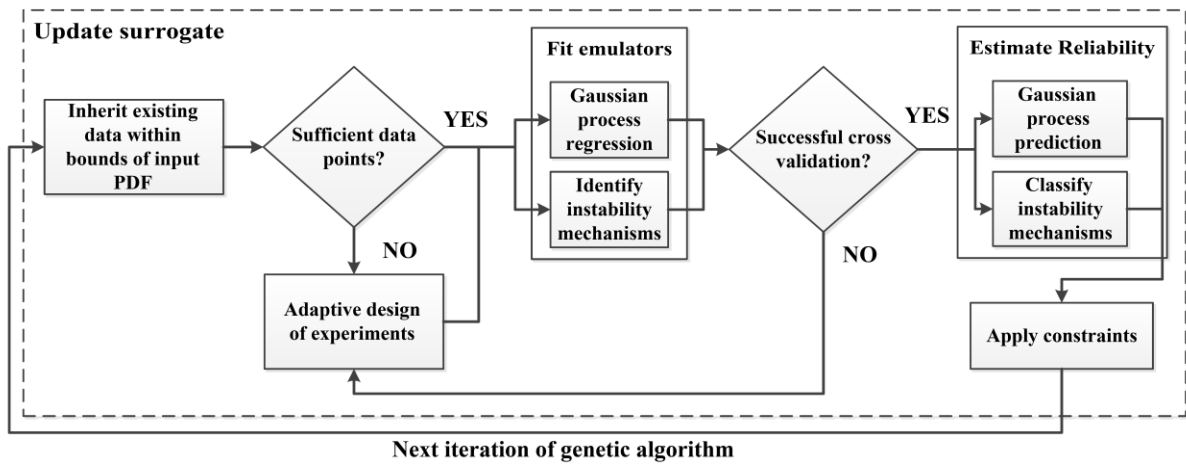 Update surrogate
Inherit existing
data within
bounds of input
PDF
Sufficient data
points?
YES
NO
Adaptive design
of experiments
Fit emulators
Gaussian
process
regression
Identify
instability
mechanisms
Successful cross
validation?
YES
NO
Estimate Reliability
Gaussian
process
prediction
Classify
instability
mechanisms
Apply constraints
Next iteration of genetic algorithm